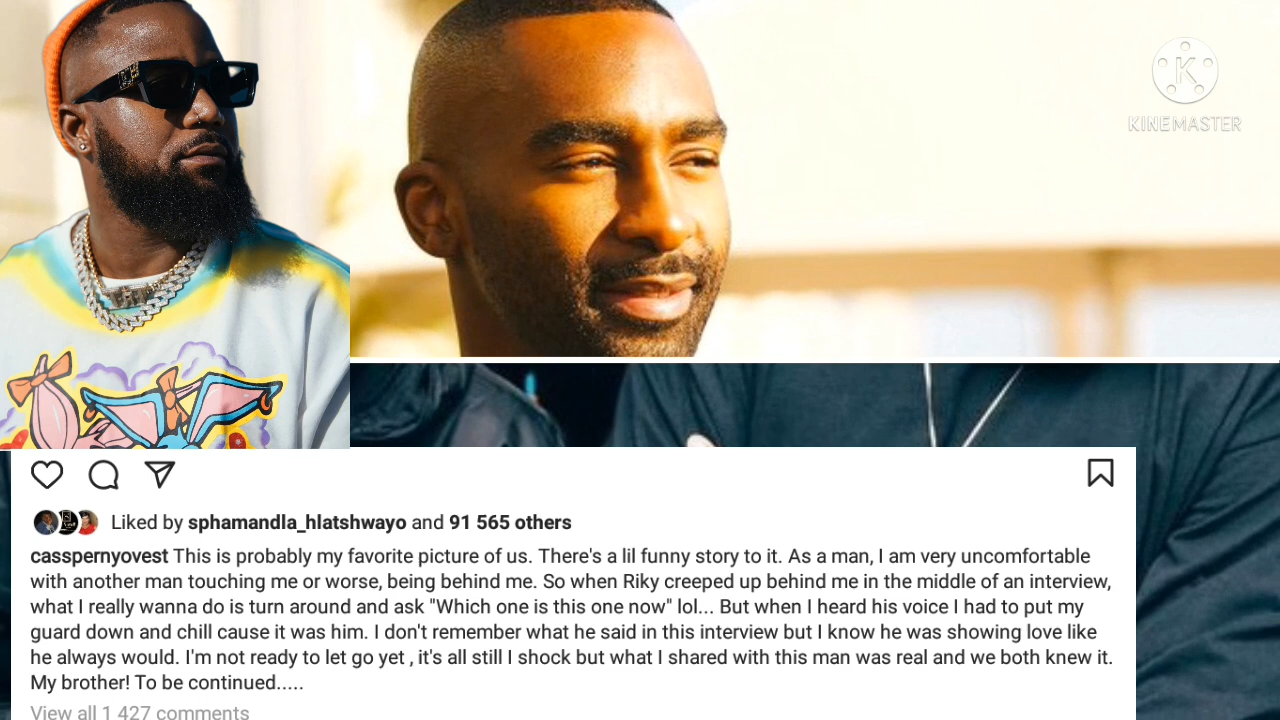 K
KINEMASTER
Liked by sphamandla_hlatshwayo and 91 565 others
casspernyovest This is probably my favorite picture of us. There's a lil funny story to it. As a man, I am very uncomfortable
with another man touching me or worse, being behind me. So when Riky creeped up behind me in the middle of an interview,
what I really wanna do is turn around and ask "Which one is this one now" lol... But when I heard his voice I had to put my
guard down and chill cause it was him. I don't remember what he said in this interview but I know he was showing love like
he always would. I'm not ready to let go yet , it's all still I shock but what I shared with this man was real and we both knew it.
My brother! To be continued.....
View all 1 427 comments